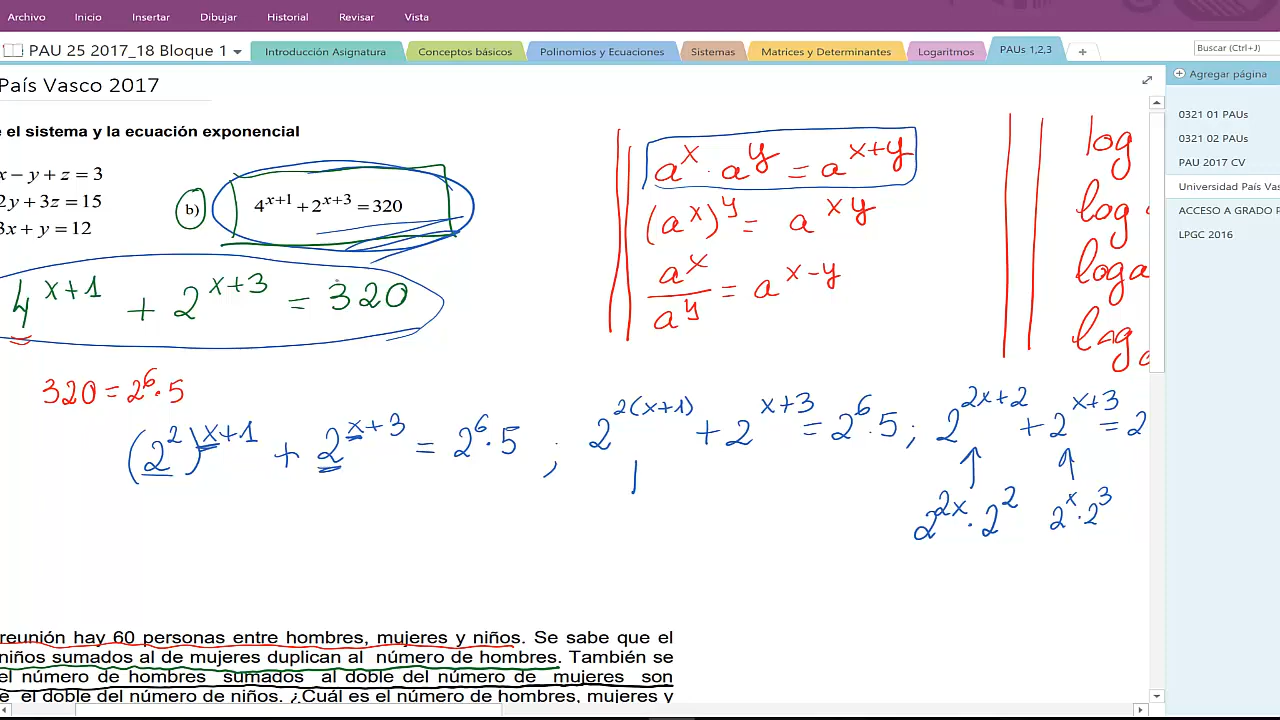 Archivo Inicio Insertar Dibujar Historial Revisar Vista
PAU 25 2017_18 Bloque 1 Introducción Asignatura Conceptos básicos Polinomios y Ecuaciones Sistemas Matrices y Determinantes Logaritmos PAUs 1,2,3 + Buscar (Ctrl+J)
País Vasco 2017
Agregar página
0321 01 PAUs
0321 02 PAUs
PAU 2017 CV
Universidad País Vas
ACCESO A GRADO P
LPGC 2016
e el sistema y la ecuación exponencial
x − y + z = 3
2y + 3z = 15
3x + y = 12
b) 4^{x+1} + 2^{x+3} = 320
a^x · a^y = a^{x+y}
(a^x)^y = a^{xy}
a^x / a^y = a^{x-y}
log
log
log a
log
4^{x+1} + 2^{x+3} = 320
320 = 2^6 · 5
(2^2)^{x+1} + 2^{x+3} = 2^6 · 5 ; 2^{2(x+1)} + 2^{x+3} = 2^6 · 5 ; 2^{2x+2} + 2^{x+3} = 2
2^{2x} · 2^2 2^x · 2^3
reunión hay 60 personas entre hombres, mujeres y niños. Se sabe que el
niños sumados al de mujeres duplican al número de hombres. También se
el número de hombres sumados al doble del número de mujeres son
e el doble del número de niños. ¿Cuál es el número de hombres, mujeres y